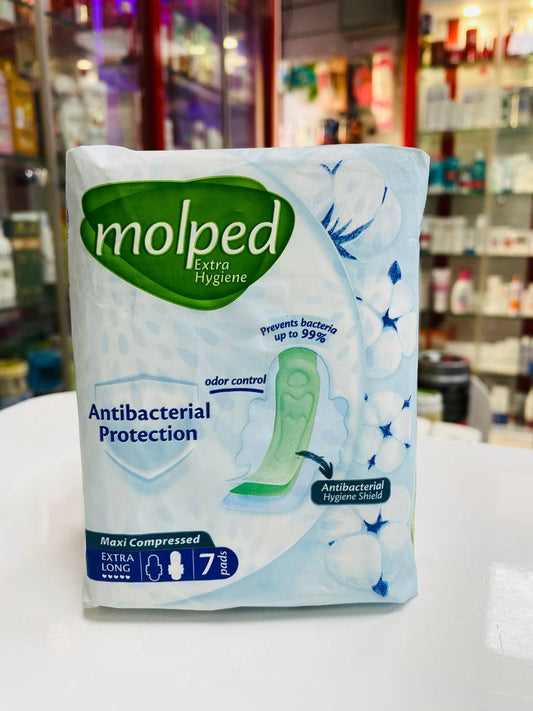 molped
Extra
Hygiene
Prevents bacteria
up to 99%
odor control
Antibacterial
Protection
Antibacterial
Hygiene Shield
Maxi Compressed
EXTRA
LONG
7
pads